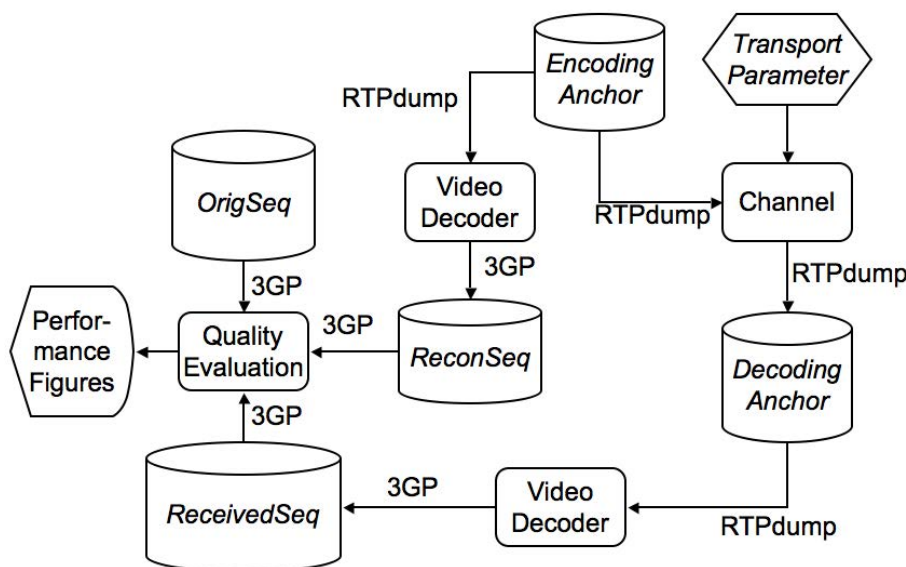 Encoding
Anchor
Transport
Parameter
RTPdump
OrigSeq
Video
Decoder
RTPdump
Channel
3GP
3GP
RTPdump
Perfor-
mance
Figures
Quality
Evaluation
3GP
ReconSeq
Decoding
Anchor
3GP
ReceivedSeq
3GP
Video
Decoder
RTPdump